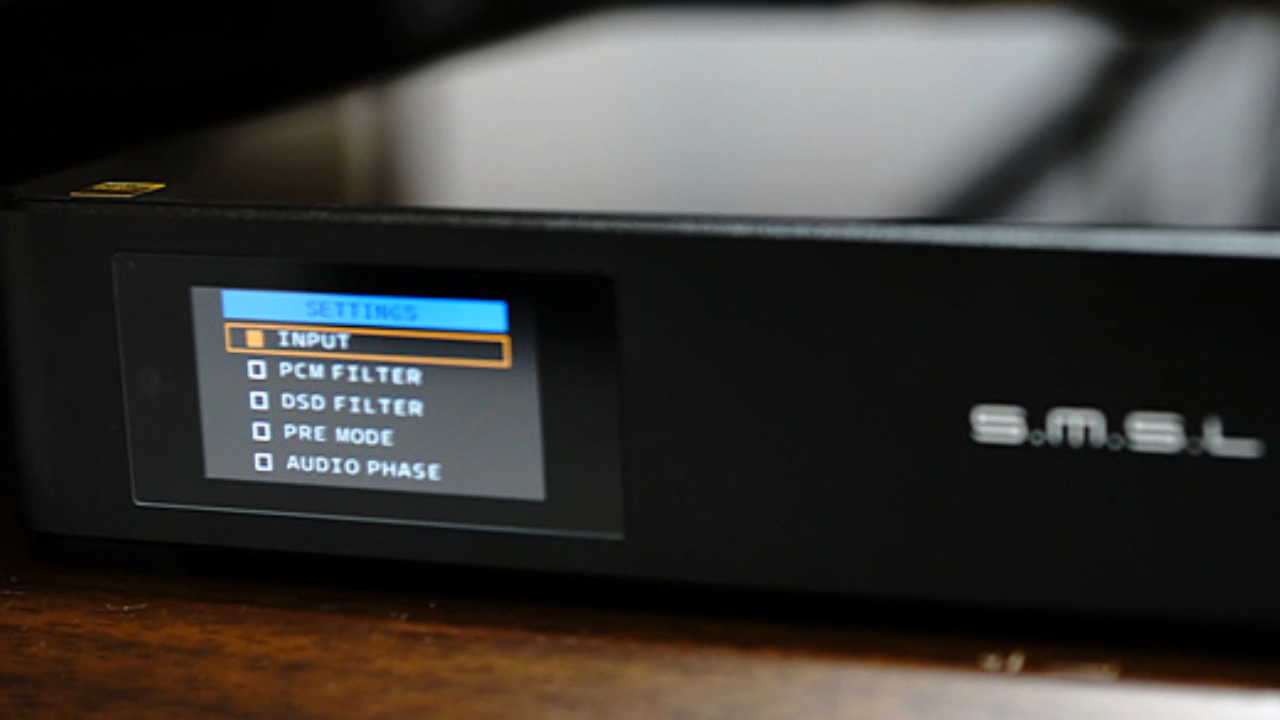 SETTINGS
INPUT
PCM FILTER
DSD FILTER
PRE MODE
AUDIO PHASE
S.M.S.L